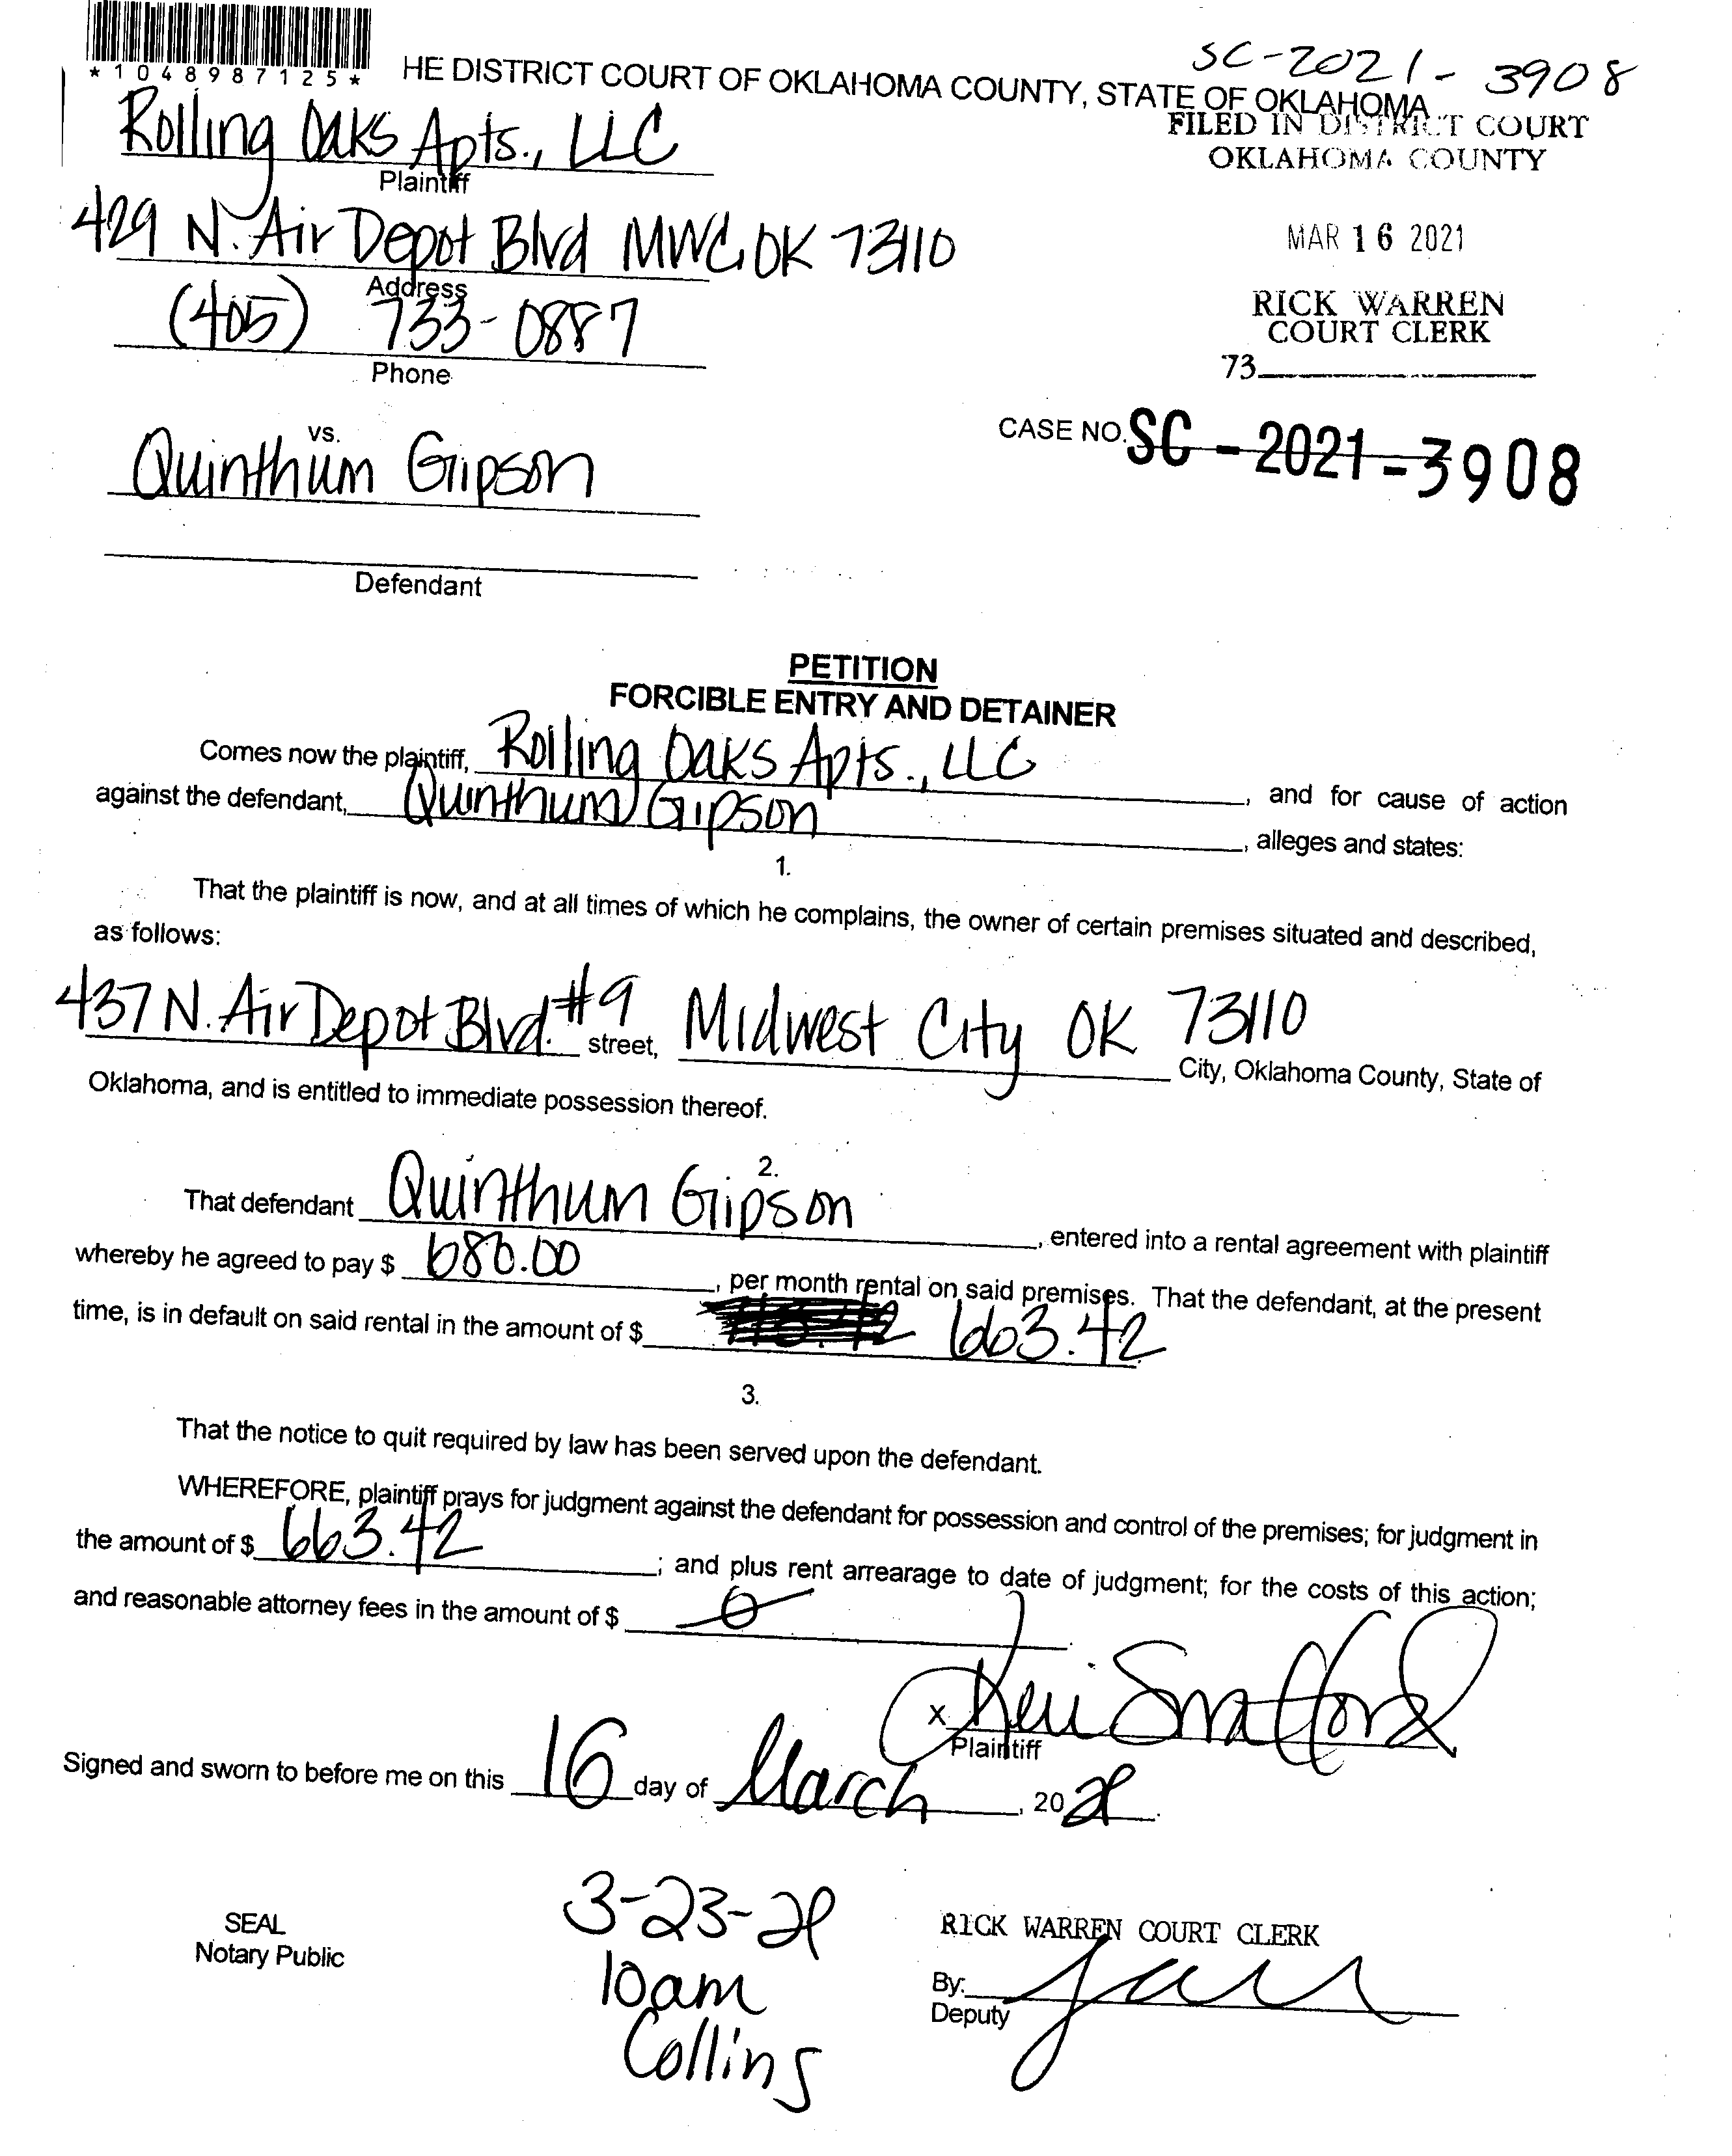 SC-2021-3908
*1048987125*
HE DISTRICT COURT OF OKLAHOMA COUNTY, STATE OF OKLAHOMA
FILED IN DISTRICT COURT
OKLAHOMA COUNTY
Rolling Oaks Apts., LLC
Plaintiff
429 N. Air Depot Blvd MWC, OK 73110
Address
MAR 16 2021
(405) 733-0887
Phone
RICK WARREN
COURT CLERK
73
vs.
CASE NO. SC - 2021 - 3908
Quinthum Gipson
Defendant
PETITION
FORCIBLE ENTRY AND DETAINER
Comes now the plaintiff, Rolling Oaks Apts., LLC
against the defendant, Quinthum Gipson, and for cause of action
, alleges and states:
1.
That the plaintiff is now, and at all times of which he complains, the owner of certain premises situated and described,
as follows:
437 N. Air Depot Blvd. #9 street, Midwest City OK 73110 City, Oklahoma County, State of
Oklahoma, and is entitled to immediate possession thereof.
2.
That defendant Quinthum Gipson, entered into a rental agreement with plaintiff
whereby he agreed to pay $ 680.00, per month rental on said premises. That the defendant, at the present
time, is in default on said rental in the amount of $ 663.42
3.
That the notice to quit required by law has been served upon the defendant.
WHEREFORE, plaintiff prays for judgment against the defendant for possession and control of the premises; for judgment in
the amount of $ 663.42; and plus rent arrearage to date of judgment; for the costs of this action;
and reasonable attorney fees in the amount of $ 0
X
Plaintiff
Signed and sworn to before me on this 16 day of March, 2021.
3-23-21
10am
Collins
SEAL
Notary Public
RICK WARREN COURT CLERK
By:
Deputy